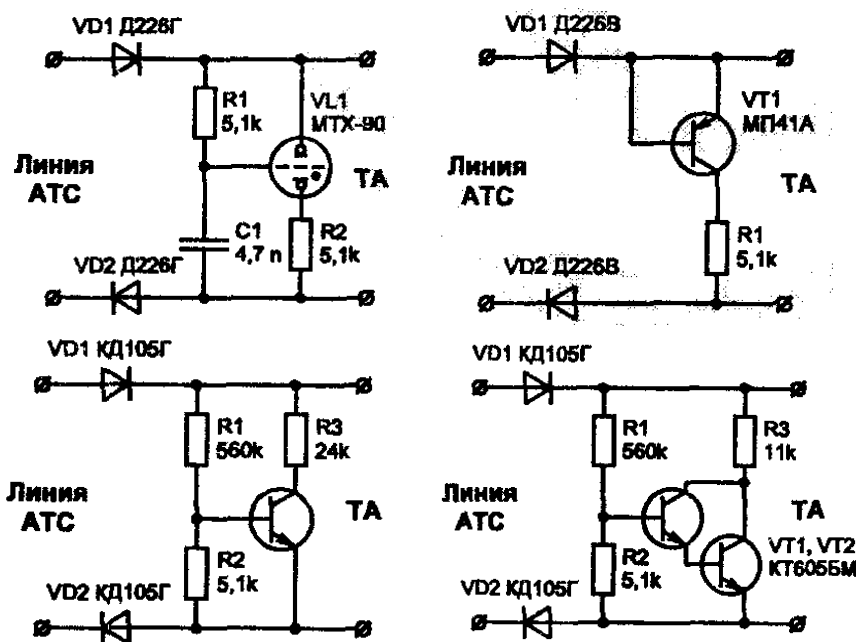 VD1 Д226Г
R1
5,1k
VL1
МТХ-90
Линия
АТС
ТА
C1
4,7 n
R2
5,1k
VD2 Д226Г
VD1 Д226В
VT1
МП41А
Линия
АТС
ТА
R1
5,1k
VD2 Д226В
VD1 КД105Г
R1
560k
R3
24k
Линия
АТС
ТА
R2
5,1k
VD2 КД105Г
VD1 КД105Г
R1
560k
R3
11k
Линия
АТС
ТА
R2
5,1k
VT1, VT2
КТ605БМ
VD2 КД105Г